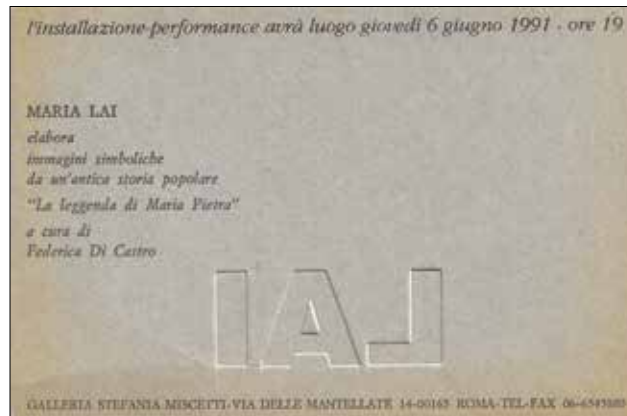 l'installazione-performance avrà luogo giovedì 6 giugno 1991 . ore 19
MARIA LAI
elabora
immagini simboliche
da un'antica storia popolare
"La leggenda di Maria Pietra"
a cura di
Federica Di Castro
LAI
GALLERIA STEFANIA MISCETTI-VIA DELLE MANTELLATE 14-00165 ROMA-TEL-FAX